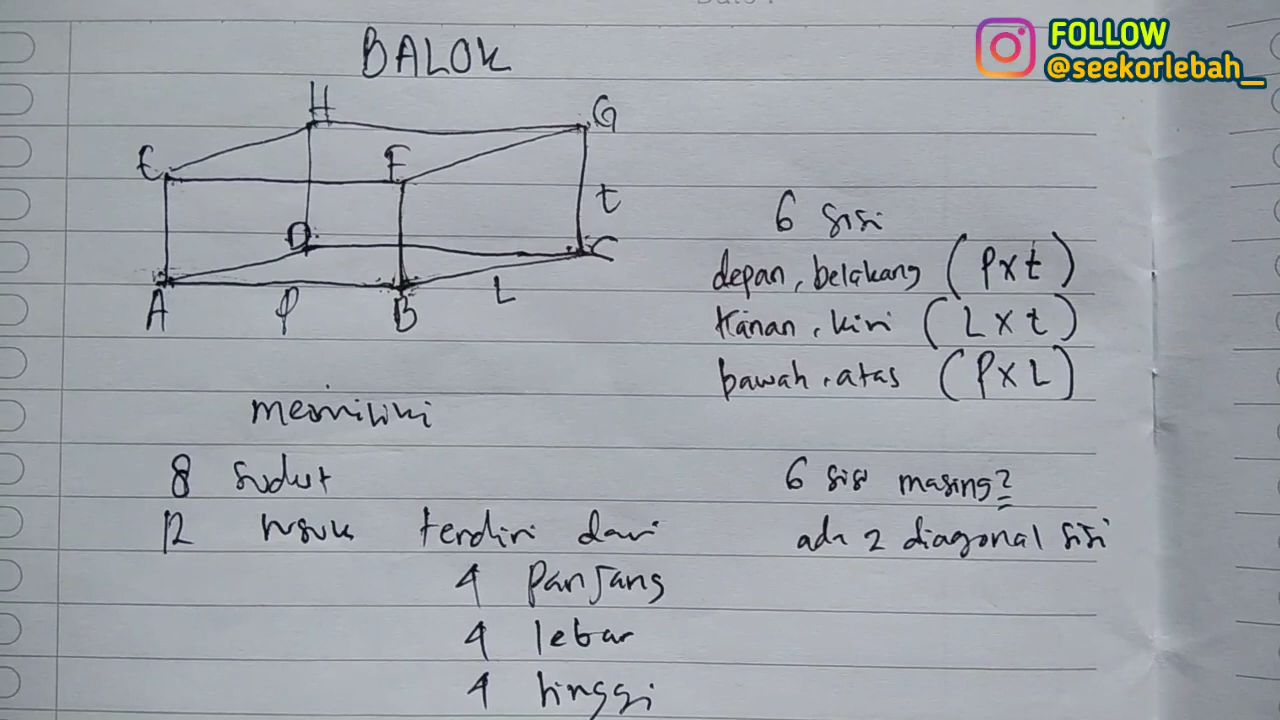 BALOK
FOLLOW
@seekorlebah_
H
G
E
F
t
D
C
A
P
B
L
6 sisi
depan, belakang (P x t)
kanan, kiri (L x t)
bawah, atas (P x L)
memiliki
8 sudut
12 rusuk terdiri dari
4 panjang
4 lebar
4 tinggi
6 sisi masing2
ada 2 diagonal sisi